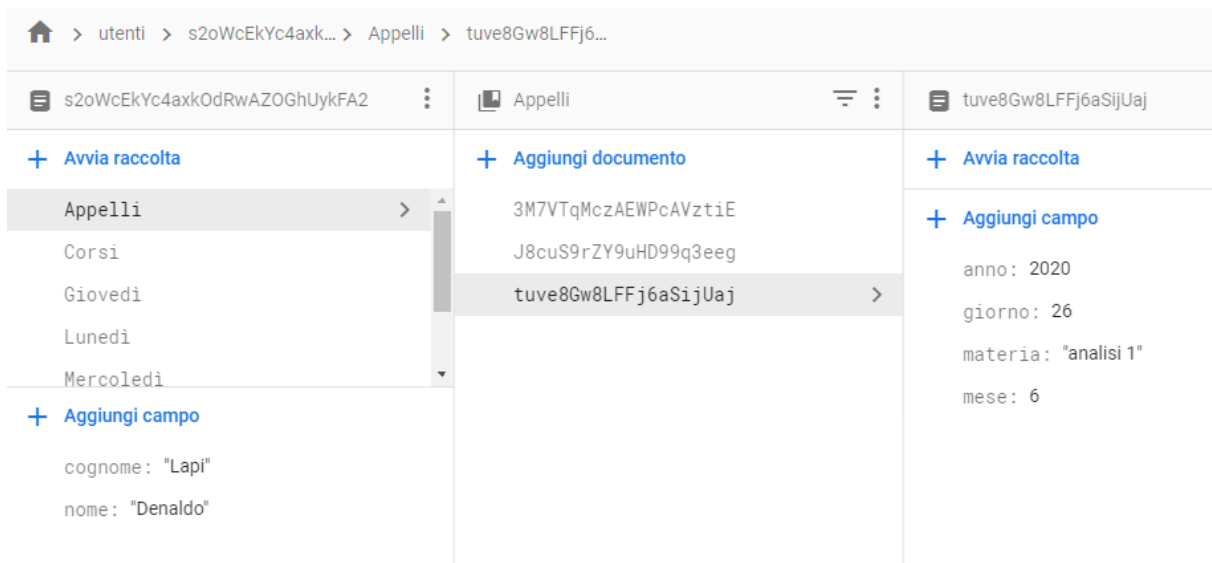 utenti > s2oWcEkYc4axk... > Appelli > tuve8Gw8LFFj6...
s2oWcEkYc4axkOdRwAZOGhUykFA2
Avvia raccolta
Appelli
Corsi
Giovedì
Lunedì
Mercoledì
Aggiungi campo
cognome: "Lapi"
nome: "Denaldo"
Appelli
Aggiungi documento
3M7VTqMczAEWPcAVztiE
J8cuS9rZY9uHD99q3eeg
tuve8Gw8LFFj6aSijUaj
tuve8Gw8LFFj6aSijUaj
Avvia raccolta
Aggiungi campo
anno: 2020
giorno: 26
materia: "analisi 1"
mese: 6